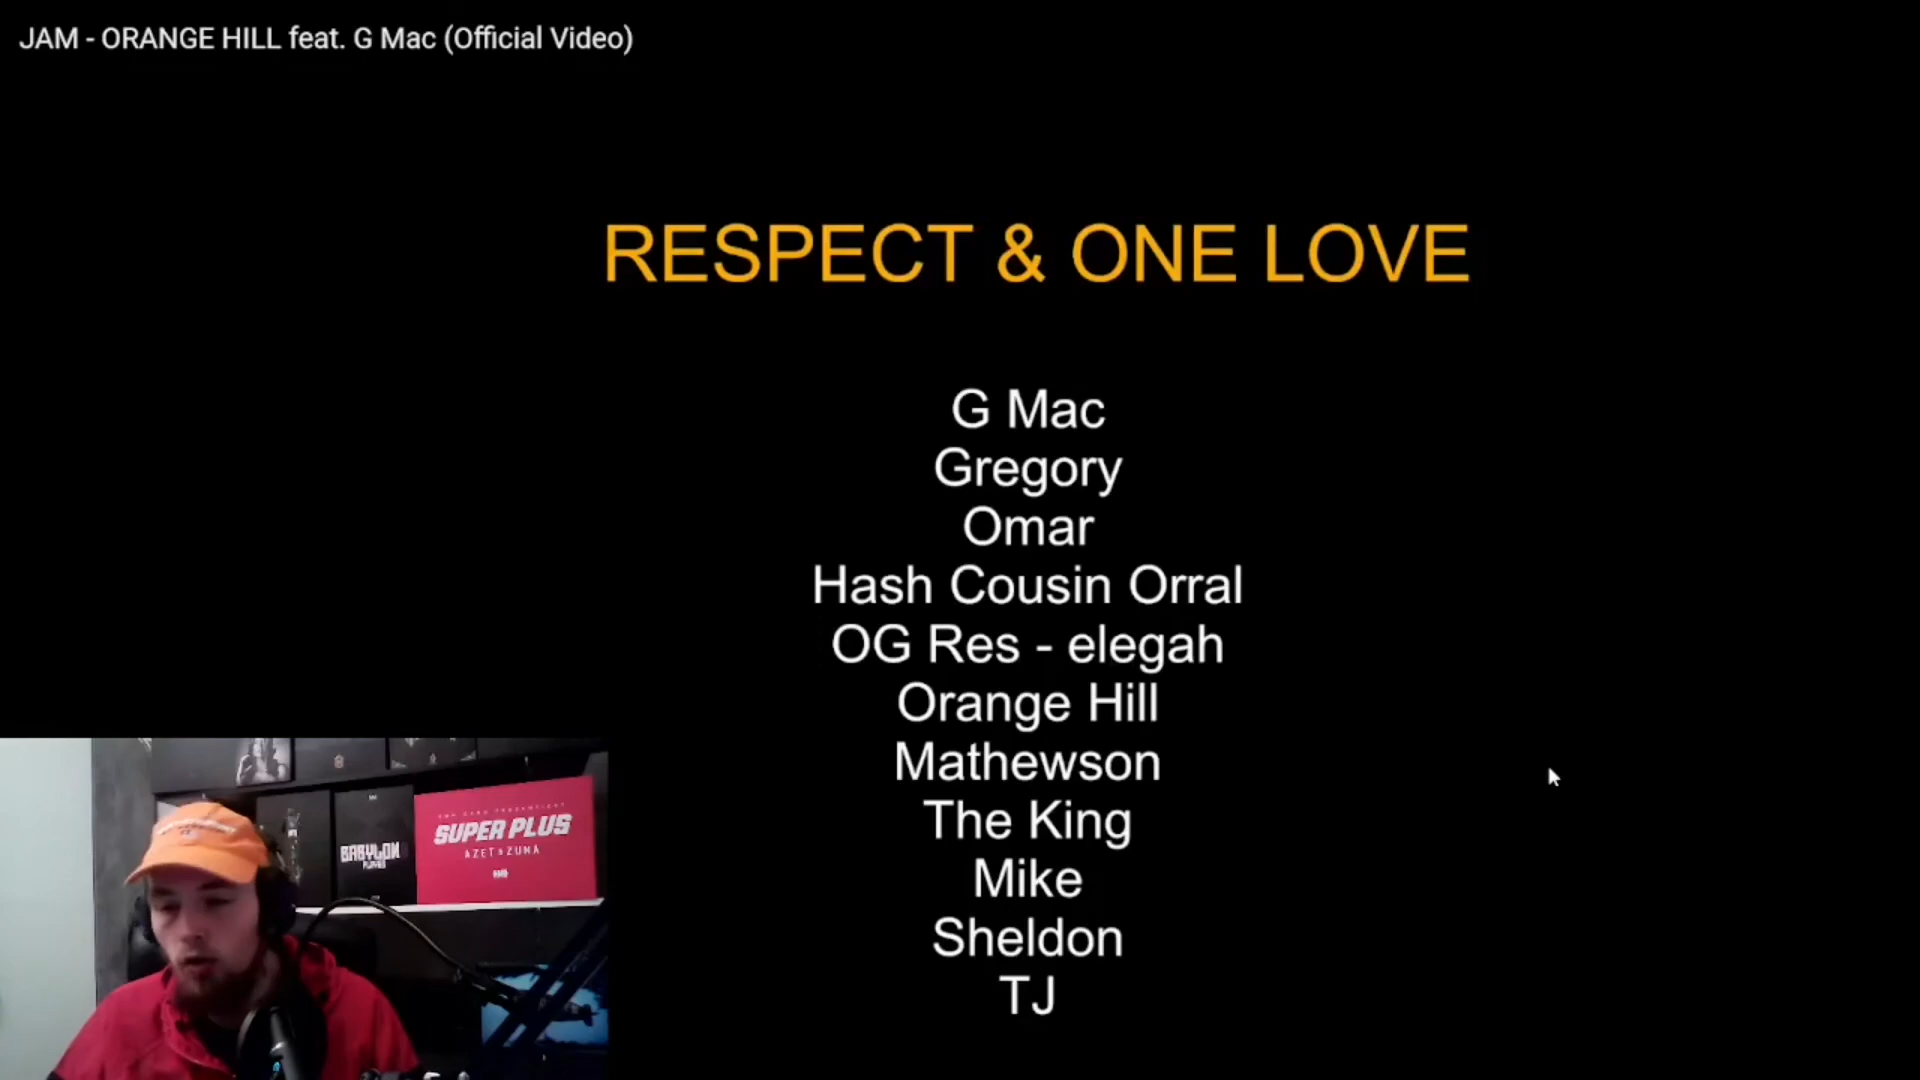 JAM - ORANGE HILL feat. G Mac (Official Video)
RESPECT & ONE LOVE
G Mac
Gregory
Omar
Hash Cousin Orral
OG Res - elegah
Orange Hill
Mathewson
The King
Mike
Sheldon
TJ
SUPER PLUS
AZET & ZUNA
BABYLON